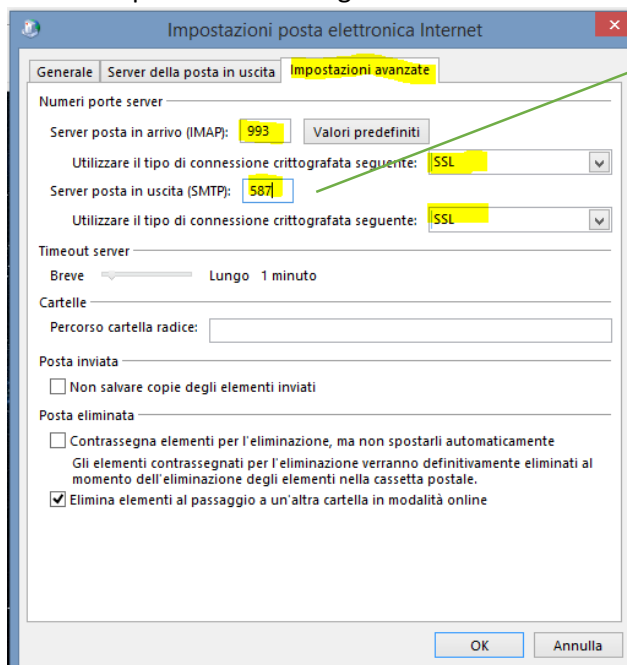 Impostazioni posta elettronica Internet
Generale Server della posta in uscita Impostazioni avanzate
Numeri porte server
Server posta in arrivo (IMAP): 993 Valori predefiniti
Utilizzare il tipo di connessione crittografata seguente: SSL
Server posta in uscita (SMTP): 587
Utilizzare il tipo di connessione crittografata seguente: SSL
Timeout server
Breve Lungo 1 minuto
Cartelle
Percorso cartella radice:
Posta inviata
Non salvare copie degli elementi inviati
Posta eliminata
Contrassegna elementi per l'eliminazione, ma non spostarli automaticamente
Gli elementi contrassegnati per l'eliminazione verranno definitivamente eliminati al
momento dell'eliminazione degli elementi nella cassetta postale.
Elimina elementi al passaggio a un'altra cartella in modalità online
OK Annulla